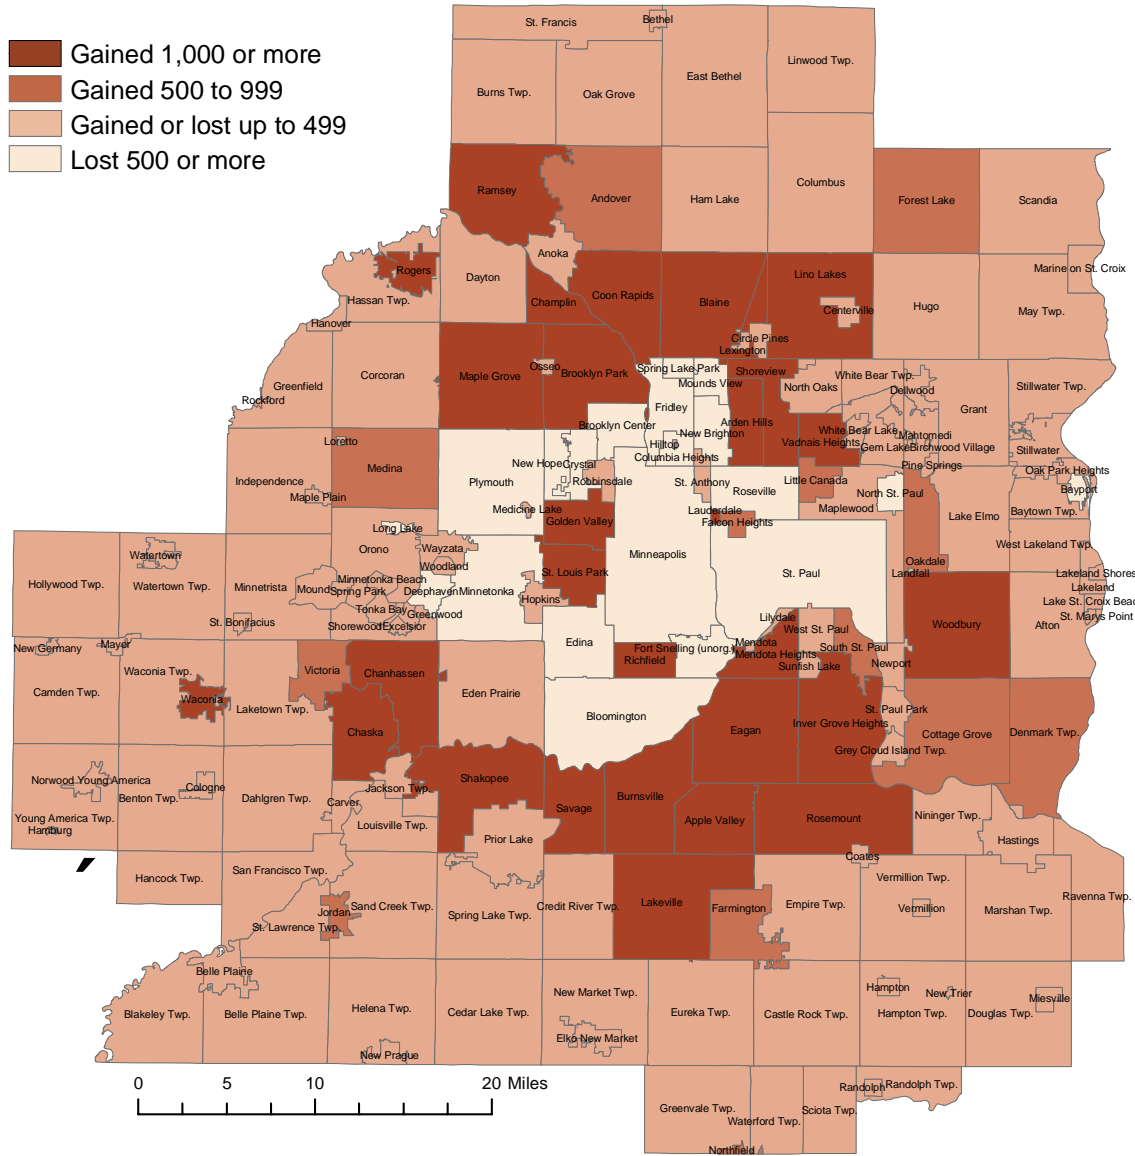 St. Francis
Bethel
Gained 1,000 or more
Gained 500 to 999
Gained or lost up to 499
Lost 500 or more
Linwood Twp.
East Bethel
Burns Twp.
Oak Grove
Ramsey
Andover
Ham Lake
Columbus
Forest Lake
Scandia
Anoka
Rogers
Dayton
Hassan Twp.
Champlin
Coon Rapids
Blaine
Lino Lakes
Centerville
Hugo
Marine on St. Croix
May Twp.
Hanover
Circle Pines
Lexington
Corcoran
Greenfield
Rockford
Maple Grove
Osseo
Brooklyn Park
Spring Lake Park
Mounds View
Shoreview
North Oaks
White Bear Twp.
Dellwood
Grant
Stillwater Twp.
Fridley
Brooklyn Center
New Brighton
Arden Hills
Vadnais Heights
White Bear Lake
Mahtomedi
Gem Lake
Birchwood Village
Stillwater
Loretto
Medina
Hilltop
Columbia Heights
Pine Springs
Oak Park Heights
Bayport
Independence
Maple Plain
Plymouth
New Hope
Crystal
Robbinsdale
St. Anthony
Roseville
Little Canada
North St. Paul
Maplewood
Lake Elmo
Baytown Twp.
Medicine Lake
Golden Valley
Lauderdale
Falcon Heights
Long Lake
Orono
Wayzata
Woodland
Minneapolis
St. Paul
Oakdale
Landfall
West Lakeland Twp.
Lakeland Shores
Lakeland
Lake St. Croix Beac
St. Marys Point
Afton
Watertown
Hollywood Twp.
Watertown Twp.
Minnetrista
Mound
Minnetonka Beach
Spring Park
Deephaven
Minnetonka
St. Louis Park
Hopkins
Tonka Bay
Greenwood
Shorewood
Excelsior
St. Bonifacius
Edina
Woodbury
Lilydale
West St. Paul
South St. Paul
Newport
Fort Snelling (unorg.)
Mendota
Mendota Heights
Sunfish Lake
Richfield
New Germany
Mayer
Waconia Twp.
Victoria
Chanhassen
Camden Twp.
Waconia
Laketown Twp.
Eden Prairie
Bloomington
Chaska
Eagan
Inver Grove Heights
St. Paul Park
Grey Cloud Island Twp.
Cottage Grove
Denmark Twp.
Norwood Young America
Benton Twp.
Cologne
Dahlgren Twp.
Carver
Jackson Twp.
Shakopee
Savage
Burnsville
Young America Twp.
Hamburg
Louisville Twp.
Prior Lake
Apple Valley
Rosemount
Nininger Twp.
Hastings
Coates
Hancock Twp.
San Francisco Twp.
Vermillion Twp.
Jordan
Sand Creek Twp.
St. Lawrence Twp.
Spring Lake Twp.
Credit River Twp.
Lakeville
Farmington
Empire Twp.
Vermillion
Marshan Twp.
Ravenna Twp.
Belle Plaine
Blakeley Twp.
Belle Plaine Twp.
Helena Twp.
Cedar Lake Twp.
New Market Twp.
Elko New Market
Eureka Twp.
Castle Rock Twp.
Hampton
New Trier
Hampton Twp.
Douglas Twp.
Miesville
New Prague
0 5 10 20 Miles
Randolph
Randolph Twp.
Greenvale Twp.
Waterford Twp.
Sciota Twp.
Northfield